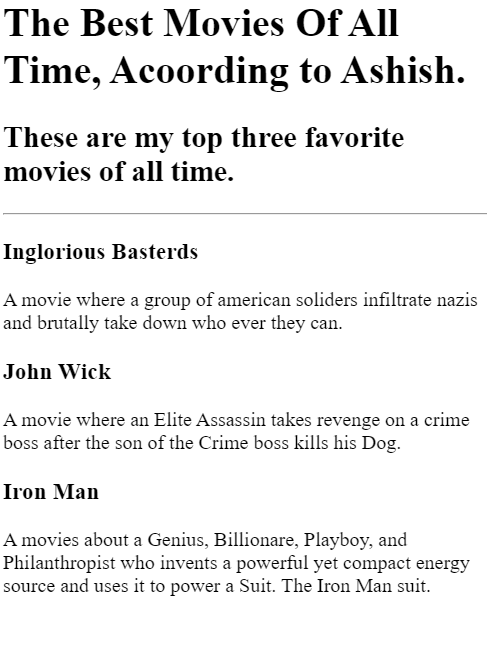 The Best Movies Of All
Time, Acoording to Ashish.
These are my top three favorite
movies of all time.
Inglorious Basterds
A movie where a group of american soliders infiltrate nazis
and brutally take down who ever they can.
John Wick
A movie where an Elite Assassin takes revenge on a crime
boss after the son of the Crime boss kills his Dog.
Iron Man
A movies about a Genius, Billionare, Playboy, and
Philanthropist who invents a powerful yet compact energy
source and uses it to power a Suit. The Iron Man suit.